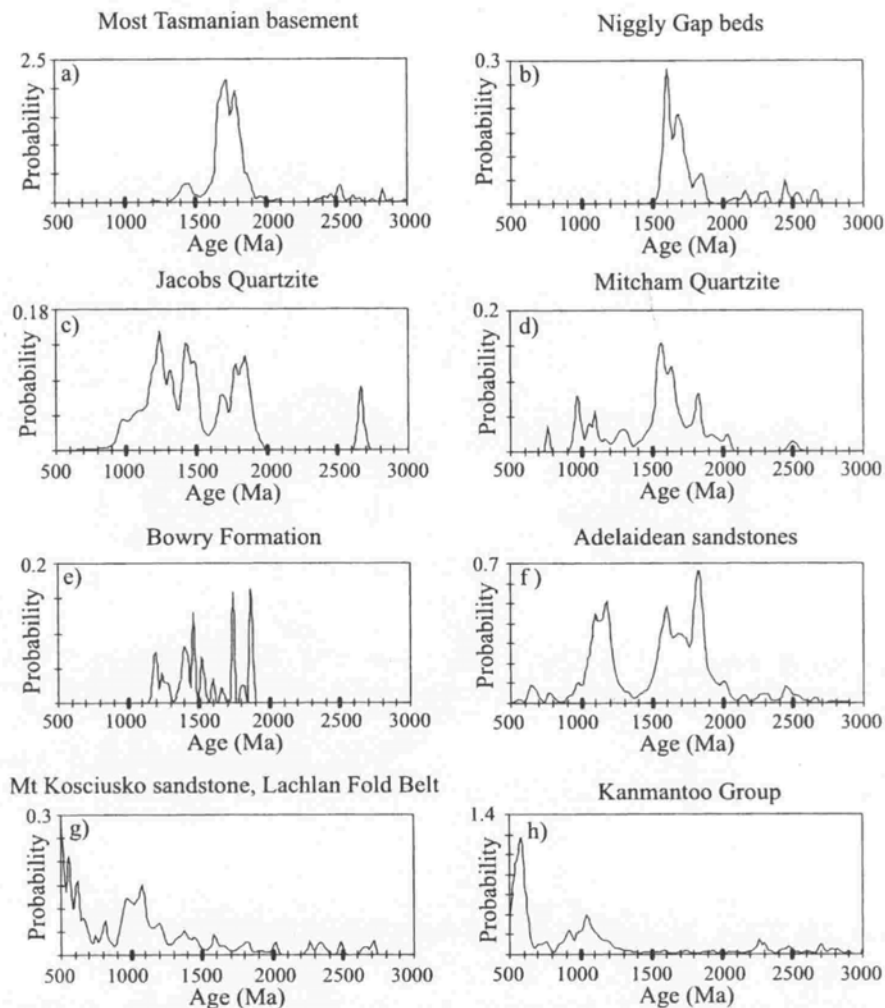 Most Tasmanian basement
2.5
a)
Probability
500 1000 1500 2000 2500 3000
Age (Ma)
Niggly Gap beds
0.3
b)
Probability
500 1000 1500 2000 2500 3000
Age (Ma)
Jacobs Quartzite
0.18
c)
Probability
500 1000 1500 2000 2500 3000
Age (Ma)
Mitcham Quartzite
0.2
d)
Probability
500 1000 1500 2000 2500 3000
Age (Ma)
Bowry Formation
0.2
e)
Probability
500 1000 1500 2000 2500 3000
Age (Ma)
Adelaidean sandstones
0.7
f)
Probability
500 1000 1500 2000 2500 3000
Age (Ma)
Mt Kosciusko sandstone, Lachlan Fold Belt
0.3
g)
Probability
500 1000 1500 2000 2500 3000
Age (Ma)
Kanmantoo Group
1.4
h)
Probability
500 1000 1500 2000 2500 3000
Age (Ma)